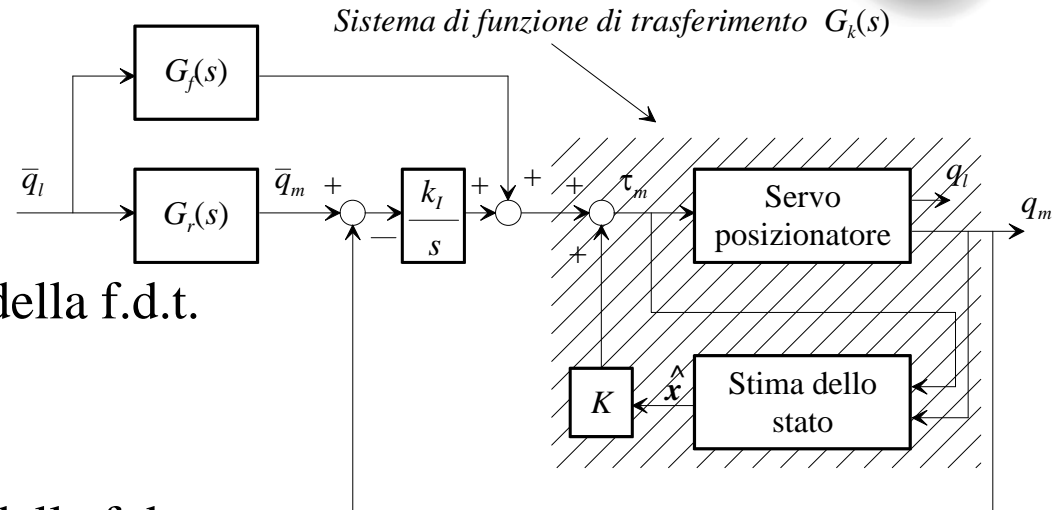 Sistema di funzione di trasferimento G_k(s)
G_f(s)
q̅_l
G_r(s)
q̅_m
+
−
k_I
s
+
+
+
τ_m
+
Servo
posizionatore
q_l
q_m
della f.d.t.
K
x̂
Stima dello
stato